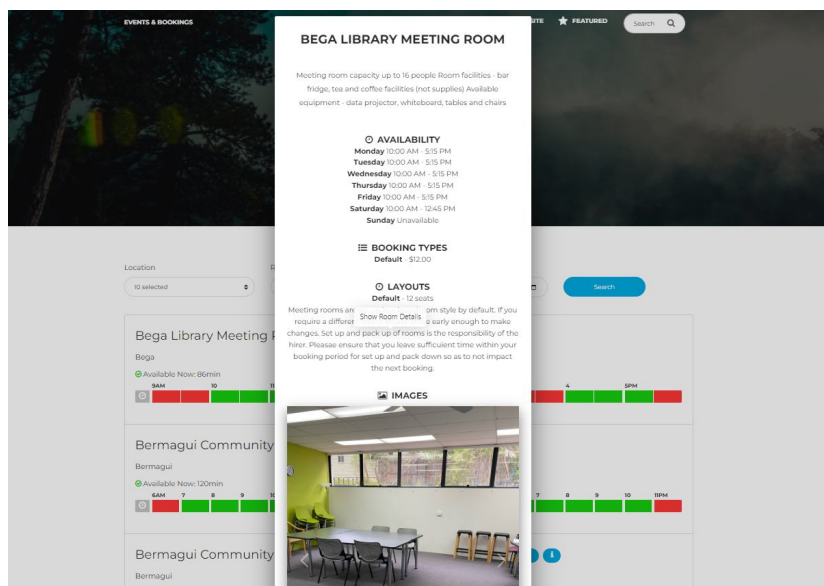 EVENTS & BOOKINGS
SITE
FEATURED
Search
BEGA LIBRARY MEETING ROOM
Meeting room capacity up to 16 people Room facilities - bar
fridge, tea and coffee facilities (not supplies) Available
equipment - data projector, whiteboard, tables and chairs
AVAILABILITY
Monday 10:00 AM - 5:15 PM
Tuesday 10:00 AM - 5:15 PM
Wednesday 10:00 AM - 5:15 PM
Thursday 10:00 AM - 5:15 PM
Friday 10:00 AM - 5:15 PM
Saturday 10:00 AM - 12:45 PM
Sunday Unavailable
BOOKING TYPES
Default - $12.00
LAYOUTS
Default - 12 seats
Meeting rooms are om style by default. If you
require a differen e early enough to make
Show Room Details
changes. Set up and pack up of rooms is the responsibility of the
hirer. Pleasae ensure that you leave sufficuient time within your
booking period for set up and pack down so as to not impact
the next booking.
IMAGES
Location
10 selected
Search
Bega Library Meeting
Bega
Available Now: 86min
9AM 10 11 4 5PM
Bermagui Community
Bermagui
Available Now: 120min
6AM 7 8 9 10 7 8 9 10 11PM
Bermagui Community
Bermagui